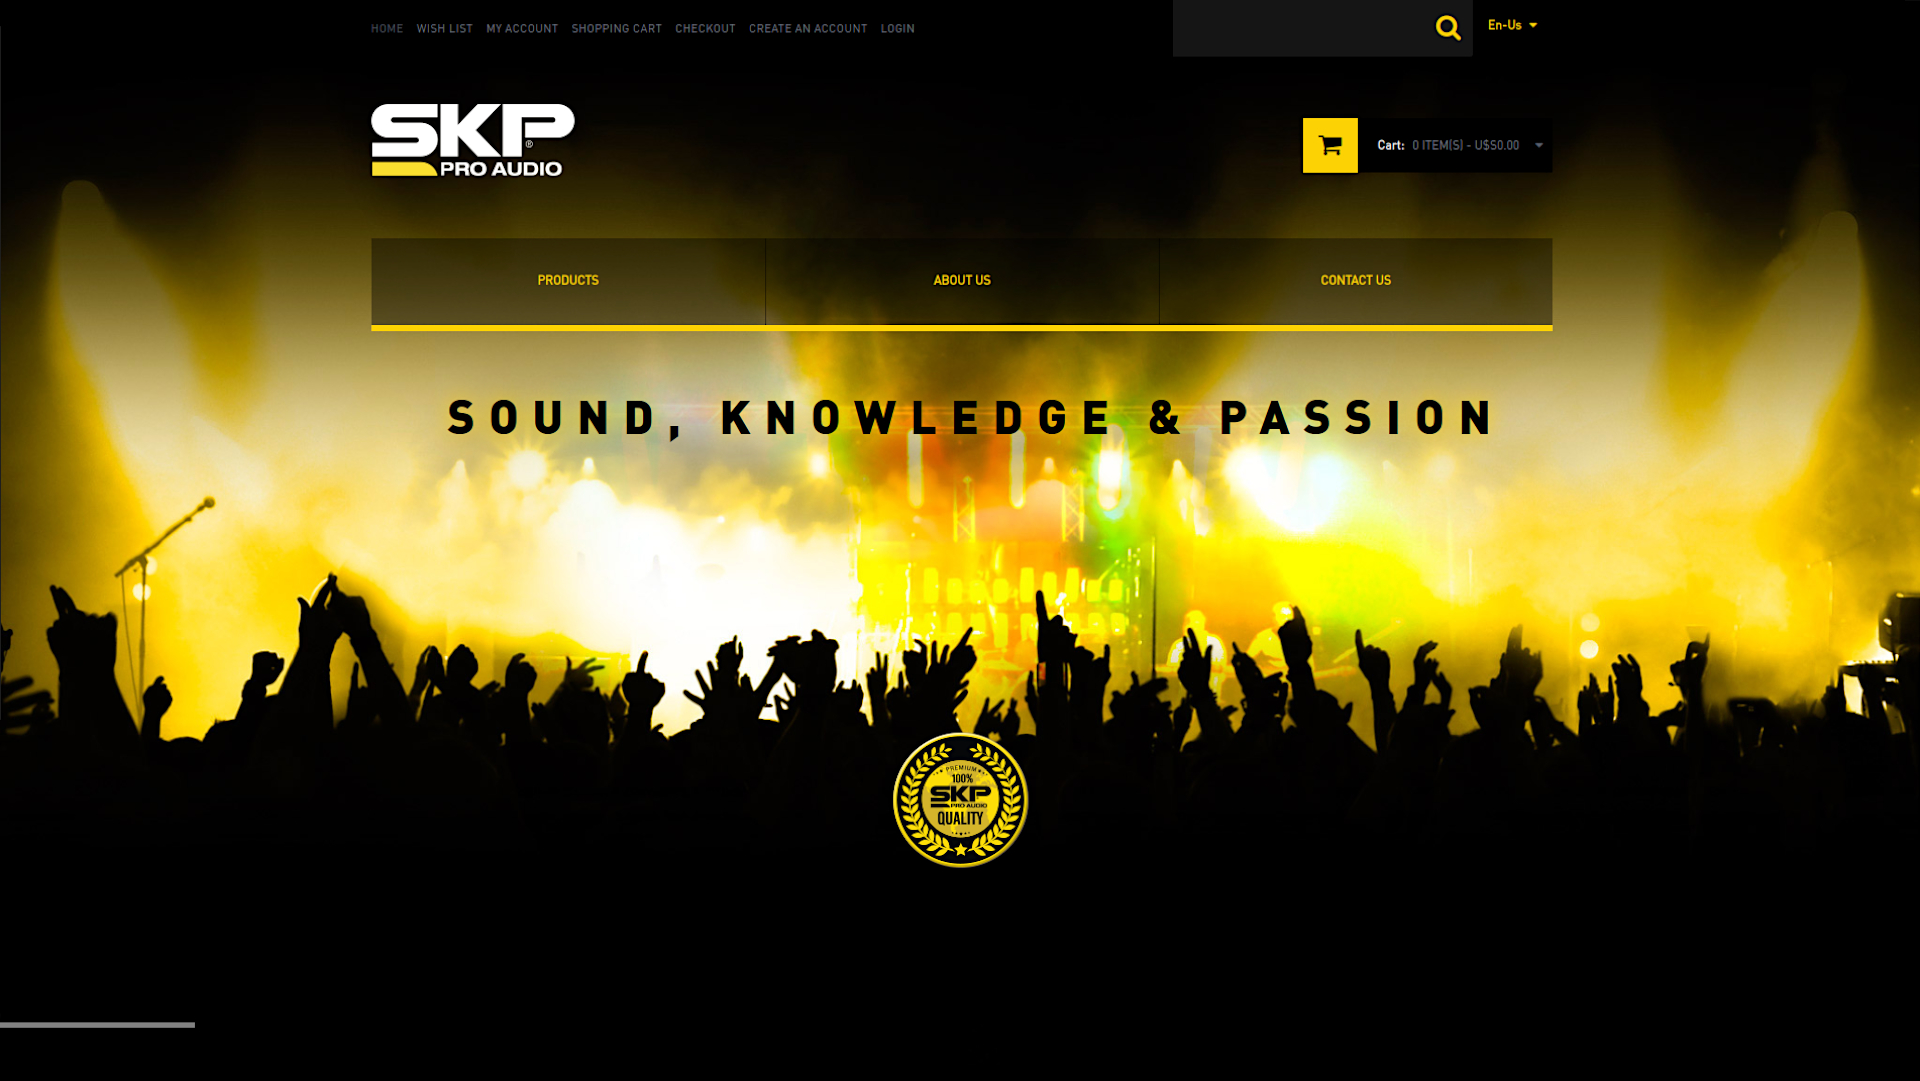 HOME WISH LIST MY ACCOUNT SHOPPING CART CHECKOUT CREATE AN ACCOUNT LOGIN
En-Us
SKP®
PRO AUDIO
Cart: 0 ITEM(S) - U$S0.00
PRODUCTS ABOUT US CONTACT US
SOUND, KNOWLEDGE & PASSION
PREMIUM
100%
SKP
PRO AUDIO
QUALITY